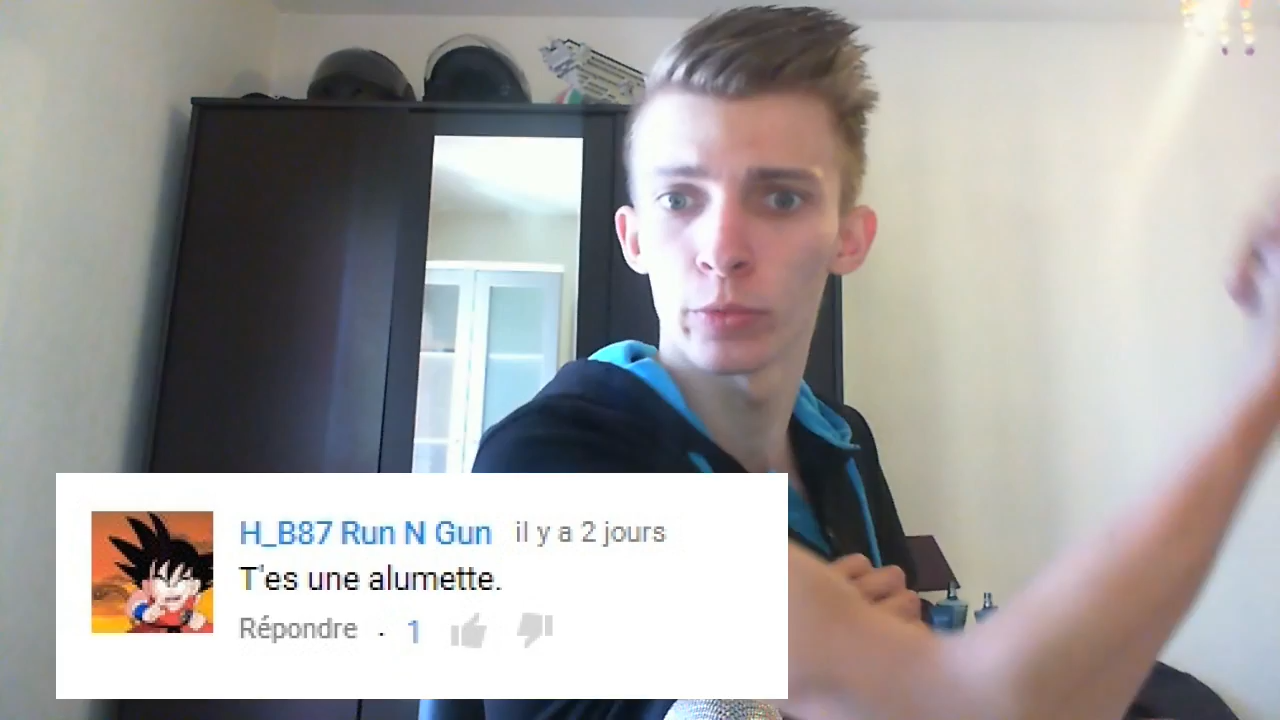 H_B87 Run N Gun il y a 2 jours
T'es une alumette.
Répondre · 1